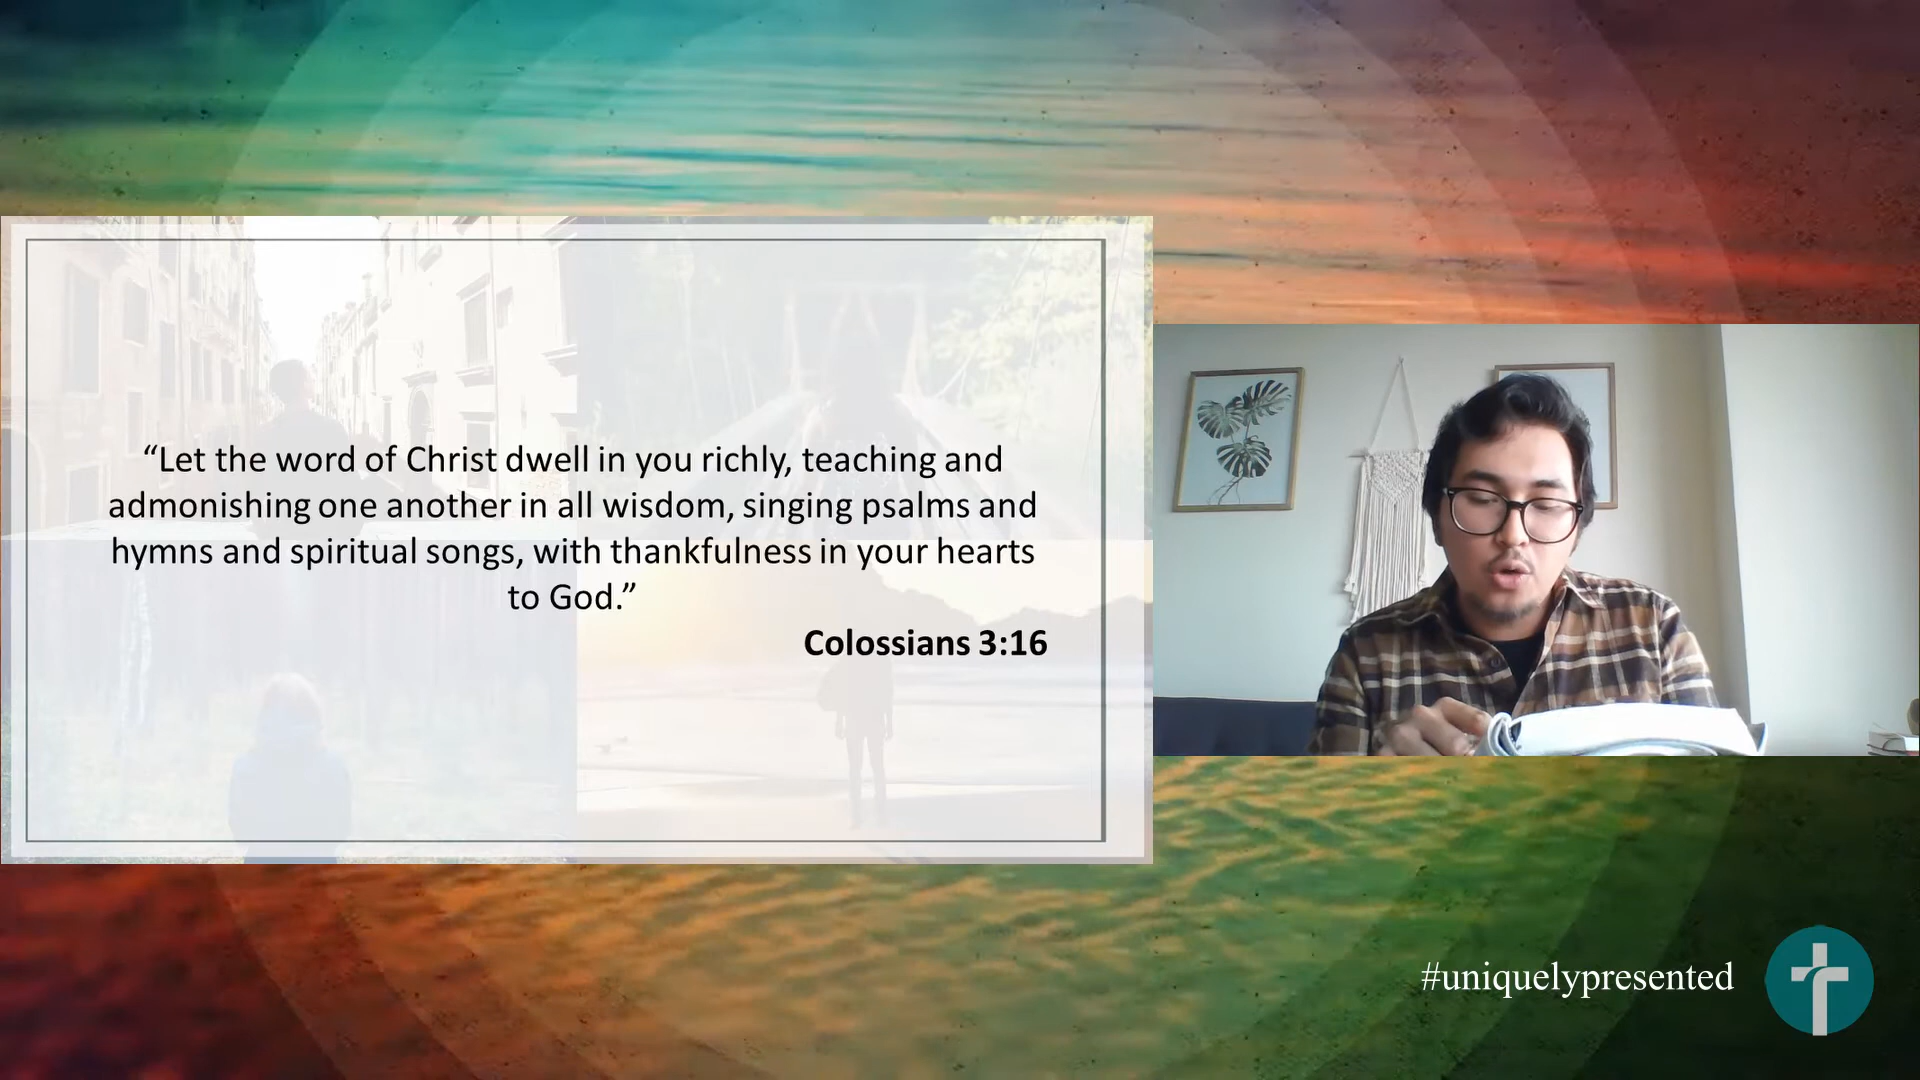 “Let the word of Christ dwell in you richly, teaching and
admonishing one another in all wisdom, singing psalms and
hymns and spiritual songs, with thankfulness in your hearts
to God.”
Colossians 3:16
#uniquelypresented